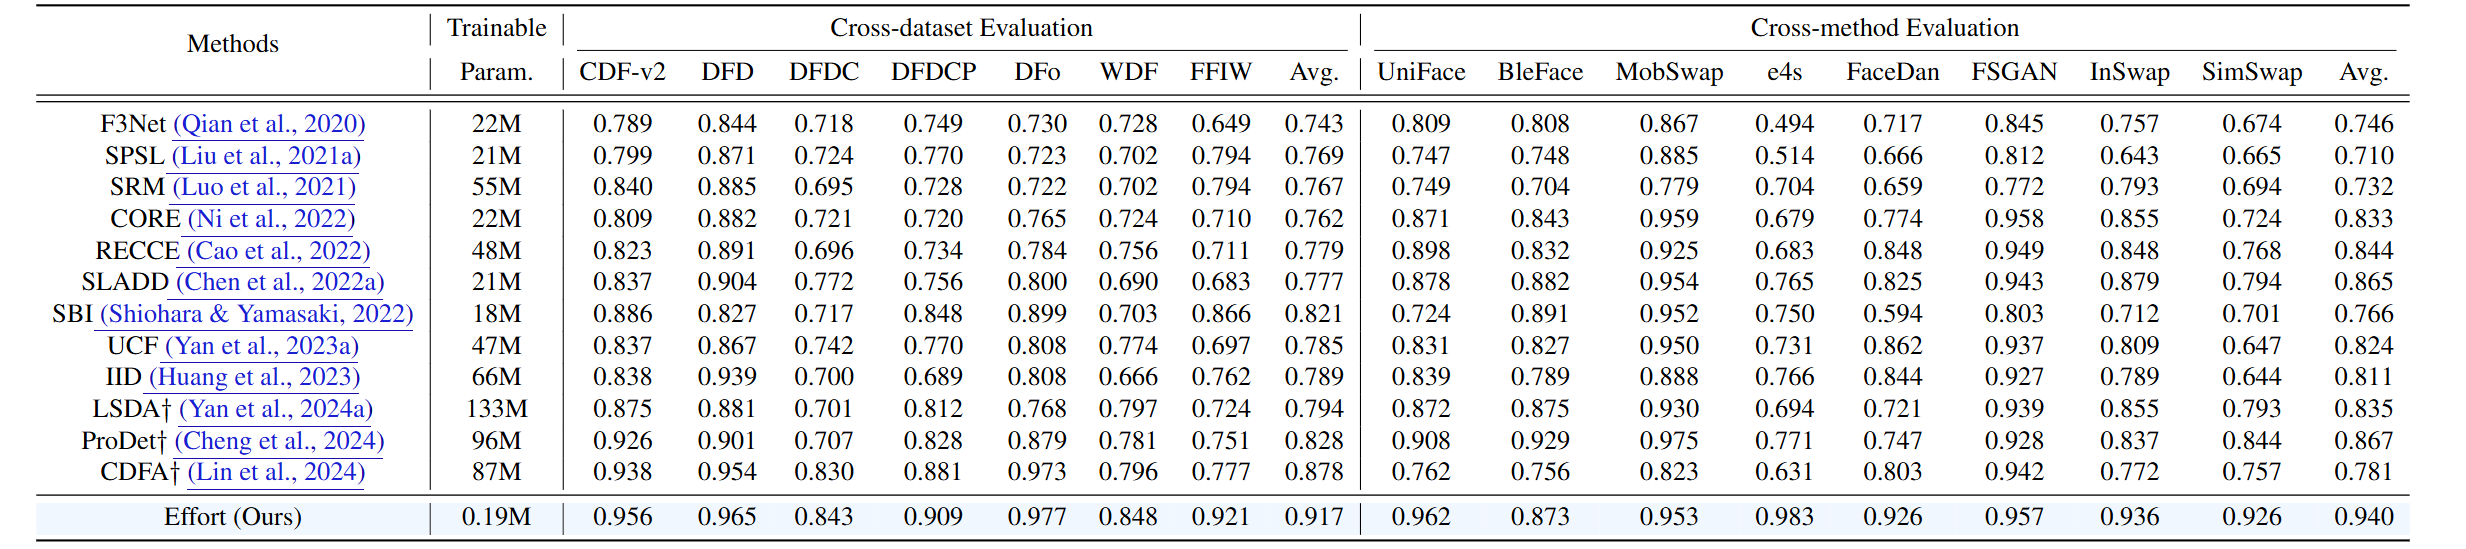 Methods Trainable Param. Cross-dataset Evaluation Cross-method Evaluation
CDF-v2 DFD DFDC DFDCP DFo WDF FFIW Avg. UniFace BleFace MobSwap e4s FaceDan FSGAN InSwap SimSwap Avg.
F3Net (Qian et al., 2020) 22M 0.789 0.844 0.718 0.749 0.730 0.728 0.649 0.743 0.809 0.808 0.867 0.494 0.717 0.845 0.757 0.674 0.746
SPSL (Liu et al., 2021a) 21M 0.799 0.871 0.724 0.770 0.723 0.702 0.794 0.769 0.747 0.748 0.885 0.514 0.666 0.812 0.643 0.665 0.710
SRM (Luo et al., 2021) 55M 0.840 0.885 0.695 0.728 0.722 0.702 0.794 0.767 0.749 0.704 0.779 0.704 0.659 0.772 0.793 0.694 0.732
CORE (Ni et al., 2022) 22M 0.809 0.882 0.721 0.720 0.765 0.724 0.710 0.762 0.871 0.843 0.959 0.679 0.774 0.958 0.855 0.724 0.833
RECCE (Cao et al., 2022) 48M 0.823 0.891 0.696 0.734 0.784 0.756 0.711 0.779 0.898 0.832 0.925 0.683 0.848 0.949 0.848 0.768 0.844
SLADD (Chen et al., 2022a) 21M 0.837 0.904 0.772 0.756 0.800 0.690 0.683 0.777 0.878 0.882 0.954 0.765 0.825 0.943 0.879 0.794 0.865
SBI (Shiohara & Yamasaki, 2022) 18M 0.886 0.827 0.717 0.848 0.899 0.703 0.866 0.821 0.724 0.891 0.952 0.750 0.594 0.803 0.712 0.701 0.766
UCF (Yan et al., 2023a) 47M 0.837 0.867 0.742 0.770 0.808 0.774 0.697 0.785 0.831 0.827 0.950 0.731 0.862 0.937 0.809 0.647 0.824
IID (Huang et al., 2023) 66M 0.838 0.939 0.700 0.689 0.808 0.666 0.762 0.789 0.839 0.789 0.888 0.766 0.844 0.927 0.789 0.644 0.811
LSDA† (Yan et al., 2024a) 133M 0.875 0.881 0.701 0.812 0.768 0.797 0.724 0.794 0.872 0.875 0.930 0.694 0.721 0.939 0.855 0.793 0.835
ProDet† (Cheng et al., 2024) 96M 0.926 0.901 0.707 0.828 0.879 0.781 0.751 0.828 0.908 0.929 0.975 0.771 0.747 0.928 0.837 0.844 0.867
CDFA† (Lin et al., 2024) 87M 0.938 0.954 0.830 0.881 0.973 0.796 0.777 0.878 0.762 0.756 0.823 0.631 0.803 0.942 0.772 0.757 0.781
Effort (Ours) 0.19M 0.956 0.965 0.843 0.909 0.977 0.848 0.921 0.917 0.962 0.873 0.953 0.983 0.926 0.957 0.936 0.926 0.940